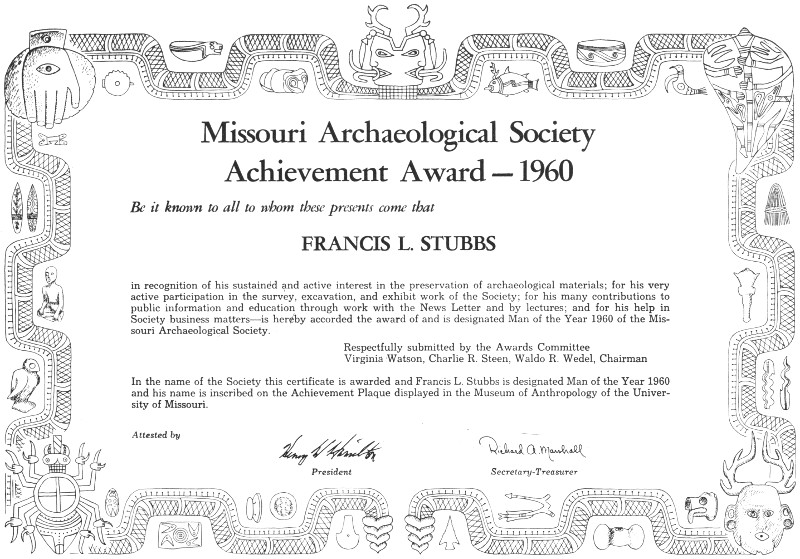 Missouri Archaeological Society
Achievement Award — 1960
Be it known to all to whom these presents come that
FRANCIS L. STUBBS
in recognition of his sustained and active interest in the preservation of archaeological materials; for his very
active participation in the survey, excavation, and exhibit work of the Society; for his many contributions to
public information and education through work with the News Letter and by lectures; and for his help in
Society business matters—is hereby accorded the award of and is designated Man of the Year 1960 of the Mis-
souri Archaeological Society.
Respectfully submitted by the Awards Committee
Virginia Watson, Charlie R. Steen, Waldo R. Wedel, Chairman
In the name of the Society this certificate is awarded and Francis L. Stubbs is designated Man of the Year 1960
and his name is inscribed on the Achievement Plaque displayed in the Museum of Anthropology of the Univer-
sity of Missouri.
Attested by
Henry W Hamilton
Richard A. Marshall
President
Secretary-Treasurer